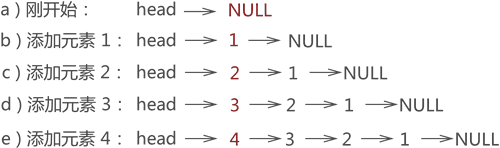 a ) 刚开始： head → NULL
b ) 添加元素 1： head → 1 → NULL
c ) 添加元素 2： head → 2 → 1 → NULL
d ) 添加元素 3： head → 3 → 2 → 1 → NULL
e ) 添加元素 4： head → 4 → 3 → 2 → 1 → NULL